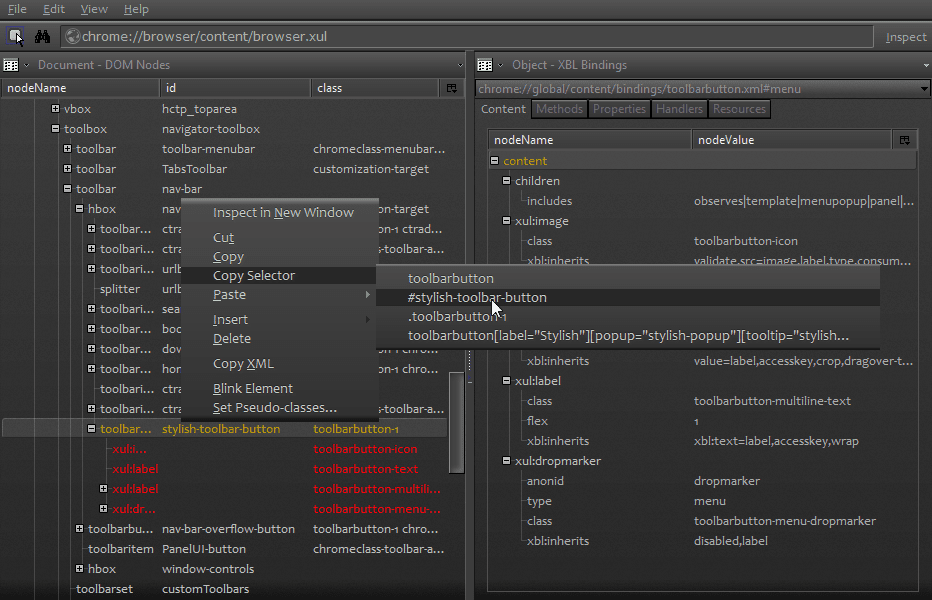 File Edit View Help
chrome://browser/content/browser.xul Inspect
Document - DOM Nodes
nodeName id class
vbox hctp_toparea
toolbox navigator-toolbox
toolbar toolbar-menubar chromeclass-menubar...
toolbar TabsToolbar customization-target
toolbar nav-bar
hbox nav on-target
toolbar... ctra on-1 ctrad...
toolbari... ctra s-toolbar-a...
toolbari... urlb
splitter urlb
toolbari... sea
toolbar... boo
toolbar... dov
toolbar... hor on-1 chro...
toolbari... ctra
toolbari... ctra s-toolbar-a...
toolbar... stylish-toolbar-button toolbarbutton-1
xul:i... toolbarbutton-icon
xul:label toolbarbutton-text
xul:label toolbarbutton-multili...
xul:dr... toolbarbutton-menu-...
toolbarbu... nav-bar-overflow-button toolbarbutton-1 chro...
toolbaritem PanelUI-button chromeclass-toolbar-a...
hbox window-controls
toolbarset customToolbars
Inspect in New Window
Cut
Copy
Copy Selector
Paste
Insert
Delete
Copy XML
Blink Element
Set Pseudo-classes...
toolbarbutton
#stylish-toolbar-button
.toolbarbutton-1
toolbarbutton[label="Stylish"][popup="stylish-popup"][tooltip="stylish...
Object - XBL Bindings
chrome://global/content/bindings/toolbarbutton.xml#menu
Content Methods Properties Handlers Resources
nodeName nodeValue
content
children
includes observes|template|menupopup|panel|...
xul:image
class toolbarbutton-icon
xbl:inherits validate,src=image,label,type,consum...
xbl:inherits value=label,accesskey,crop,dragover-t...
xul:label
class toolbarbutton-multiline-text
flex 1
xbl:inherits xbl:text=label,accesskey,wrap
xul:dropmarker
anonid dropmarker
type menu
class toolbarbutton-menu-dropmarker
xbl:inherits disabled,label